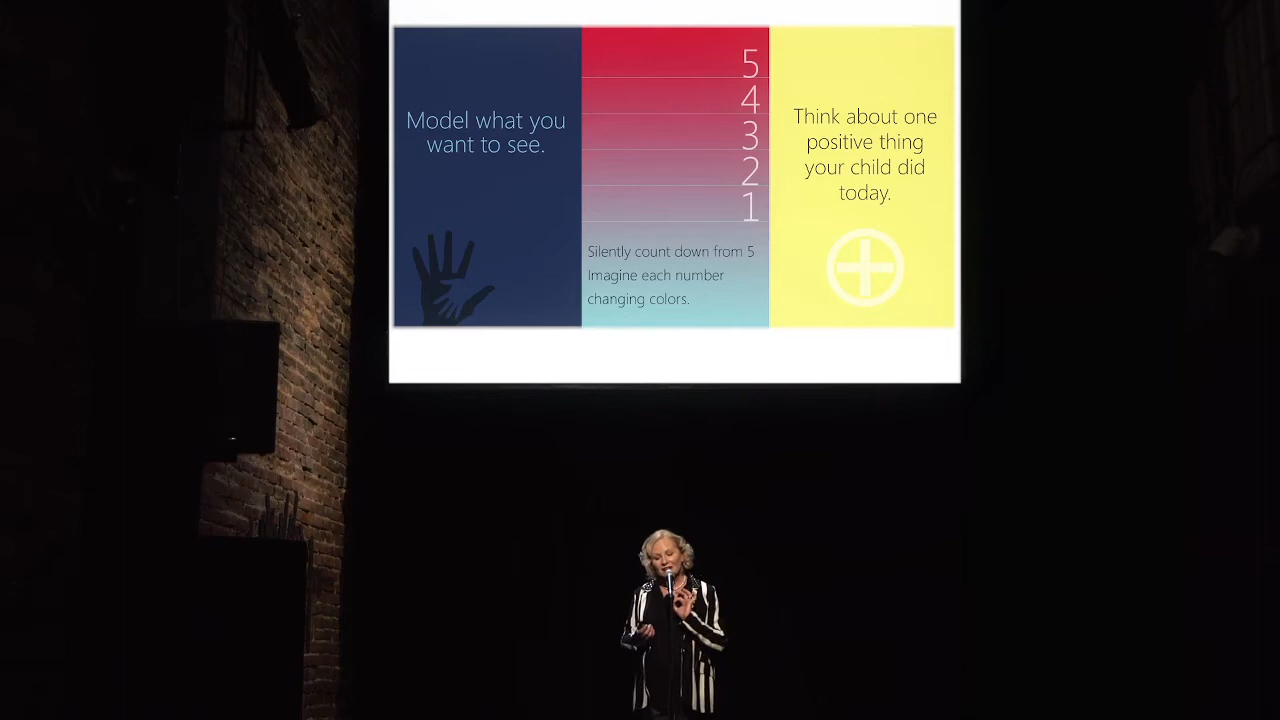 Model what you
want to see.
5
4
3
2
1
Silently count down from 5
Imagine each number
changing colors.
Think about one
positive thing
your child did
today.